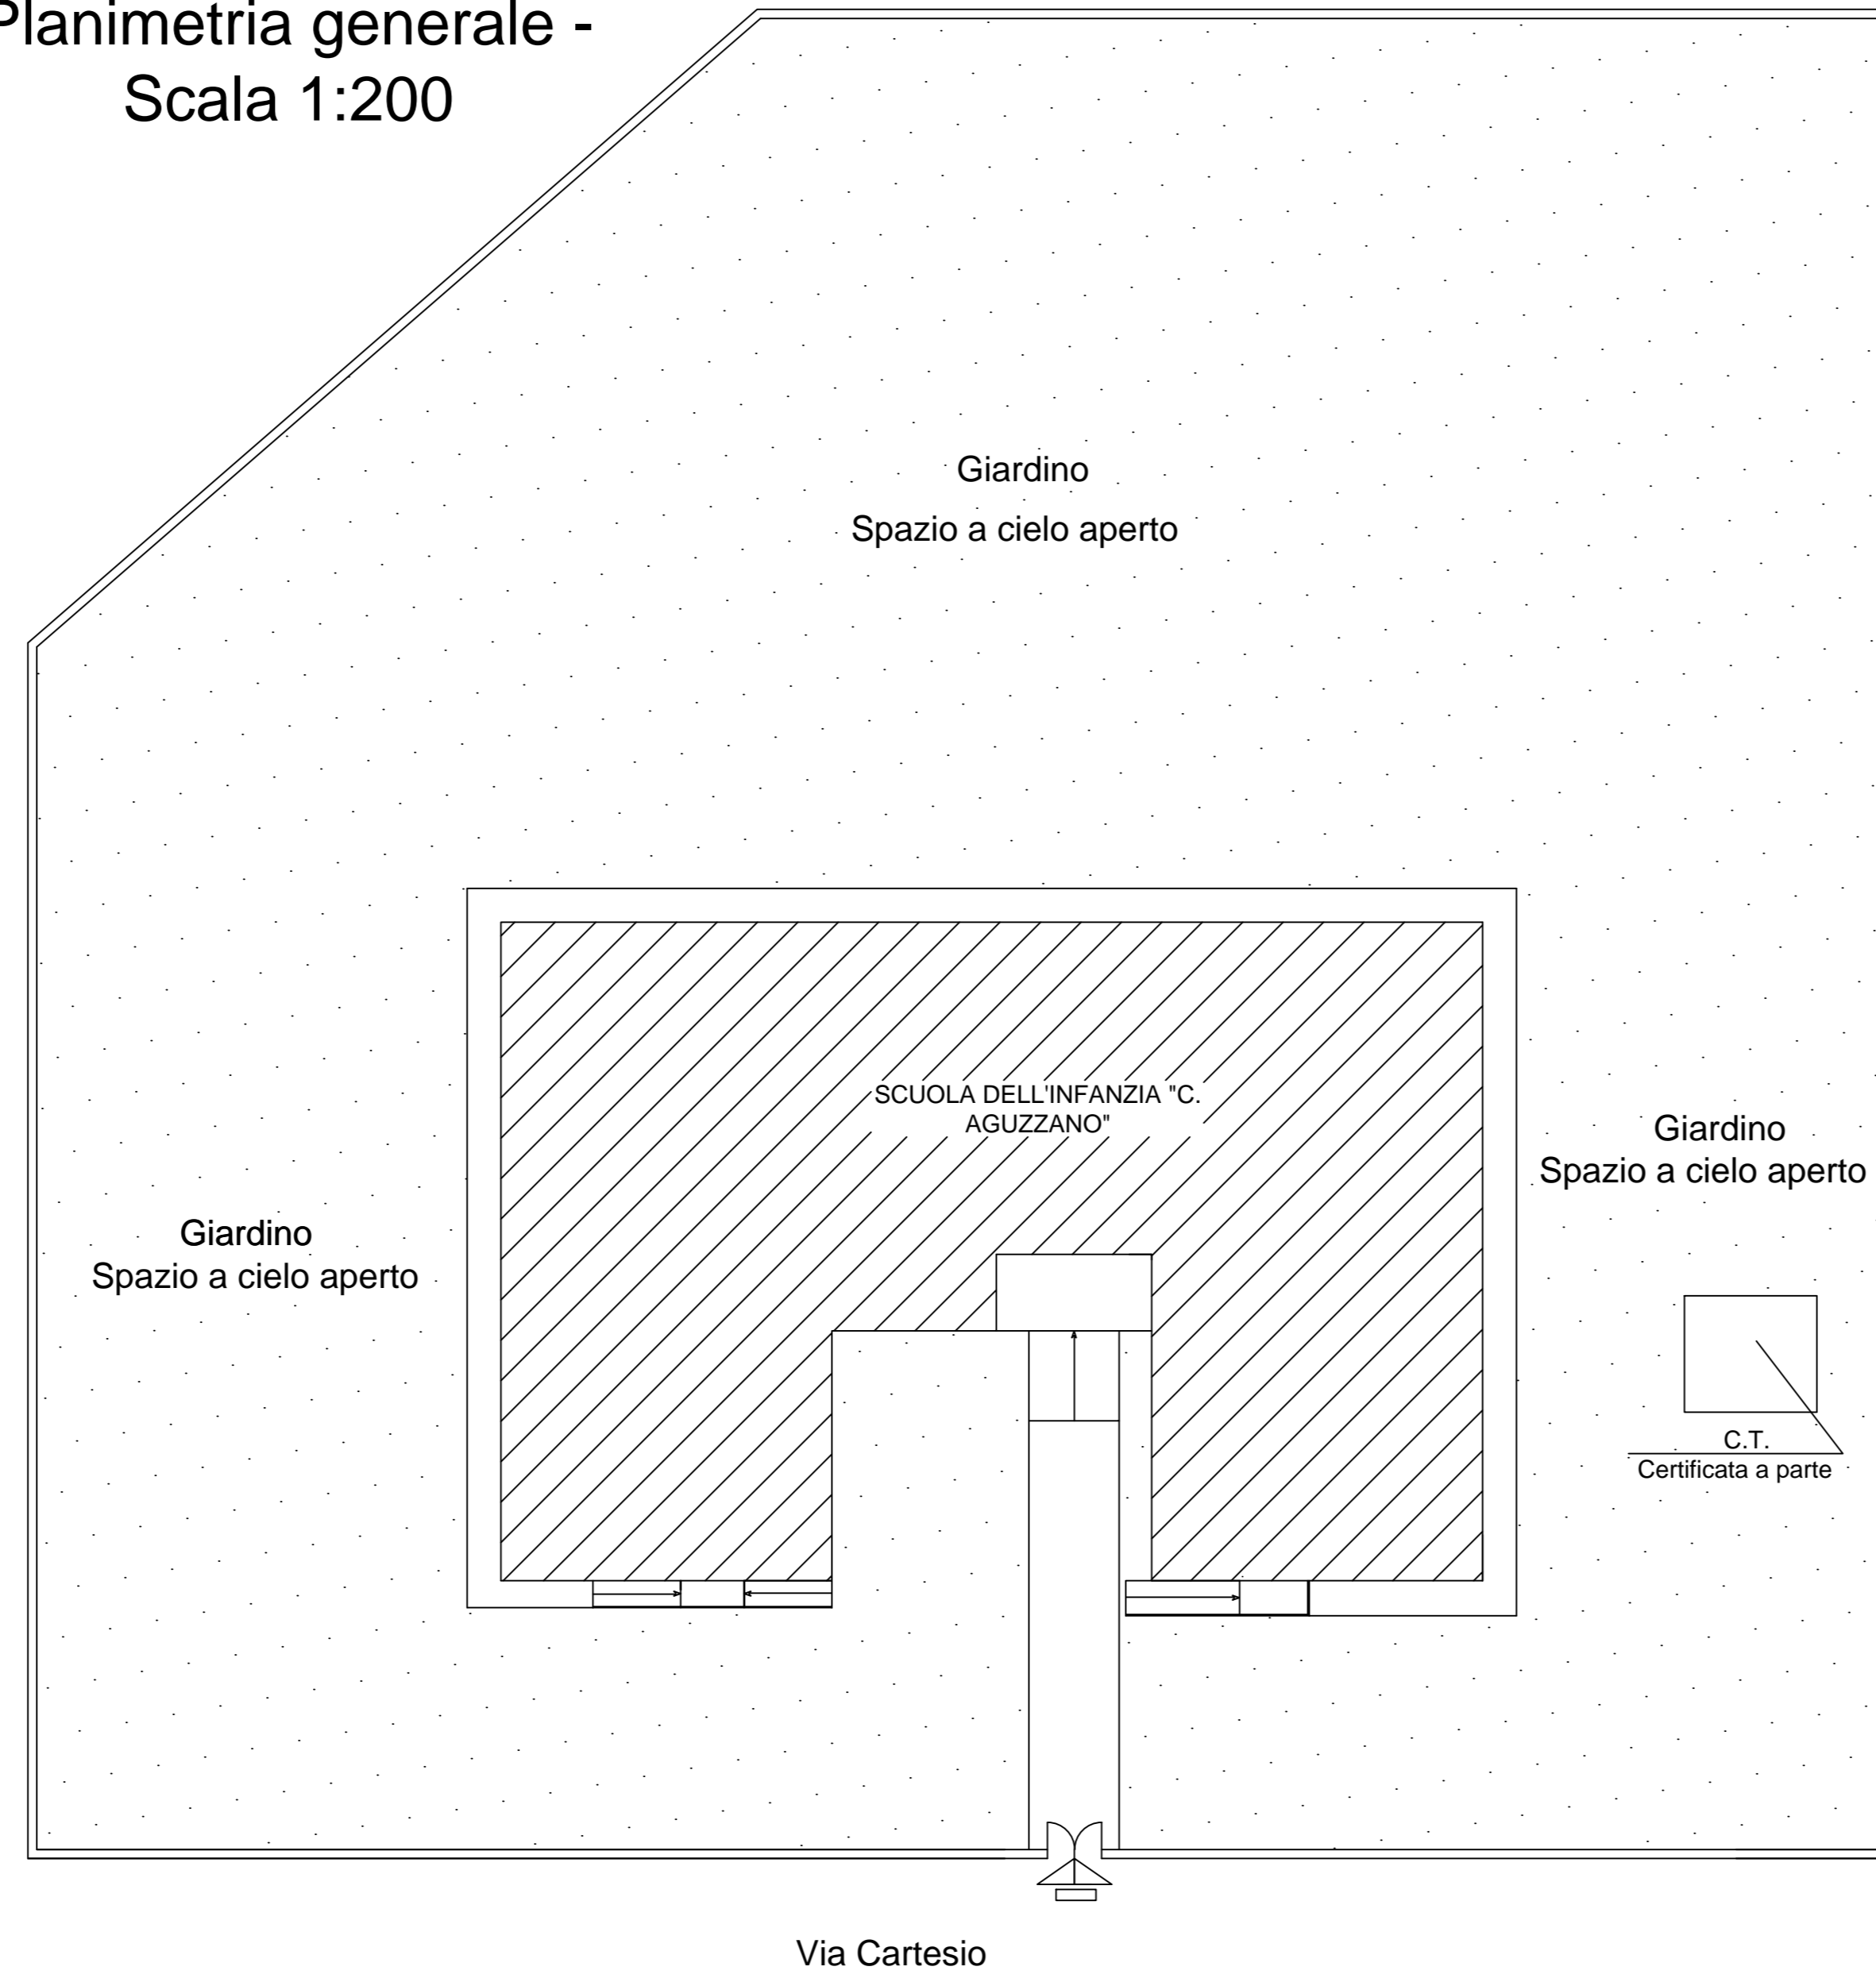 Planimetria generale -
Scala 1:200
Giardino
Spazio a cielo aperto
SCUOLA DELL'INFANZIA "C.
AGUZZANO"
Giardino
Spazio a cielo aperto
Giardino
Spazio a cielo aperto
C.T.
Certificata a parte
Via Cartesio